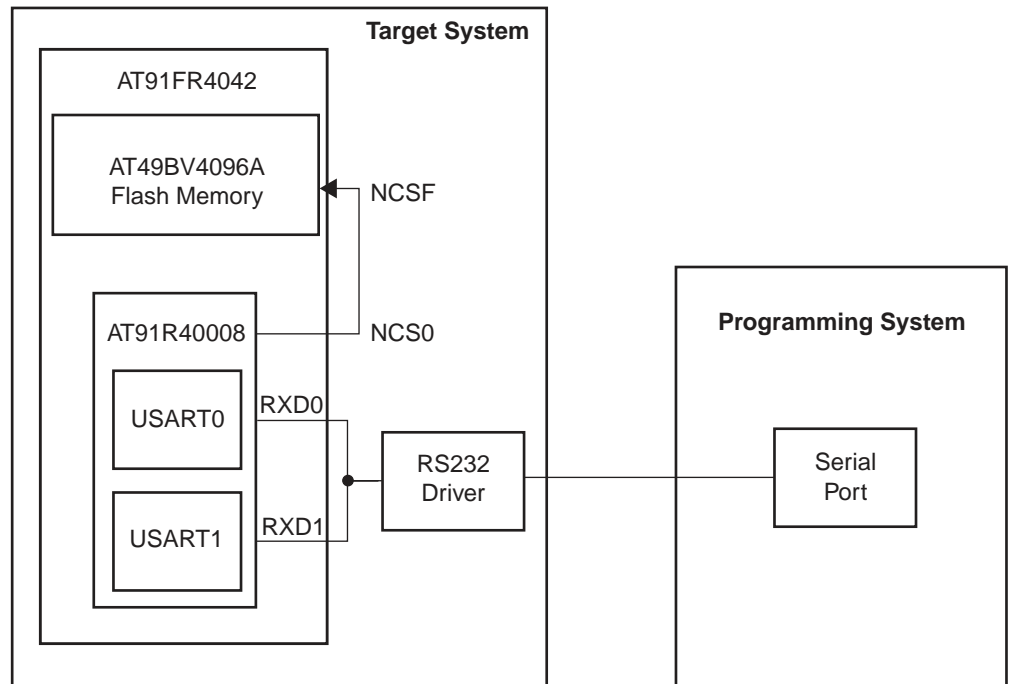 Target System
AT91FR4042
AT49BV4096A
Flash Memory
NCSF
AT91R40008
NCS0
USART0
RXD0
RS232
Driver
USART1
RXD1
Programming System
Serial
Port